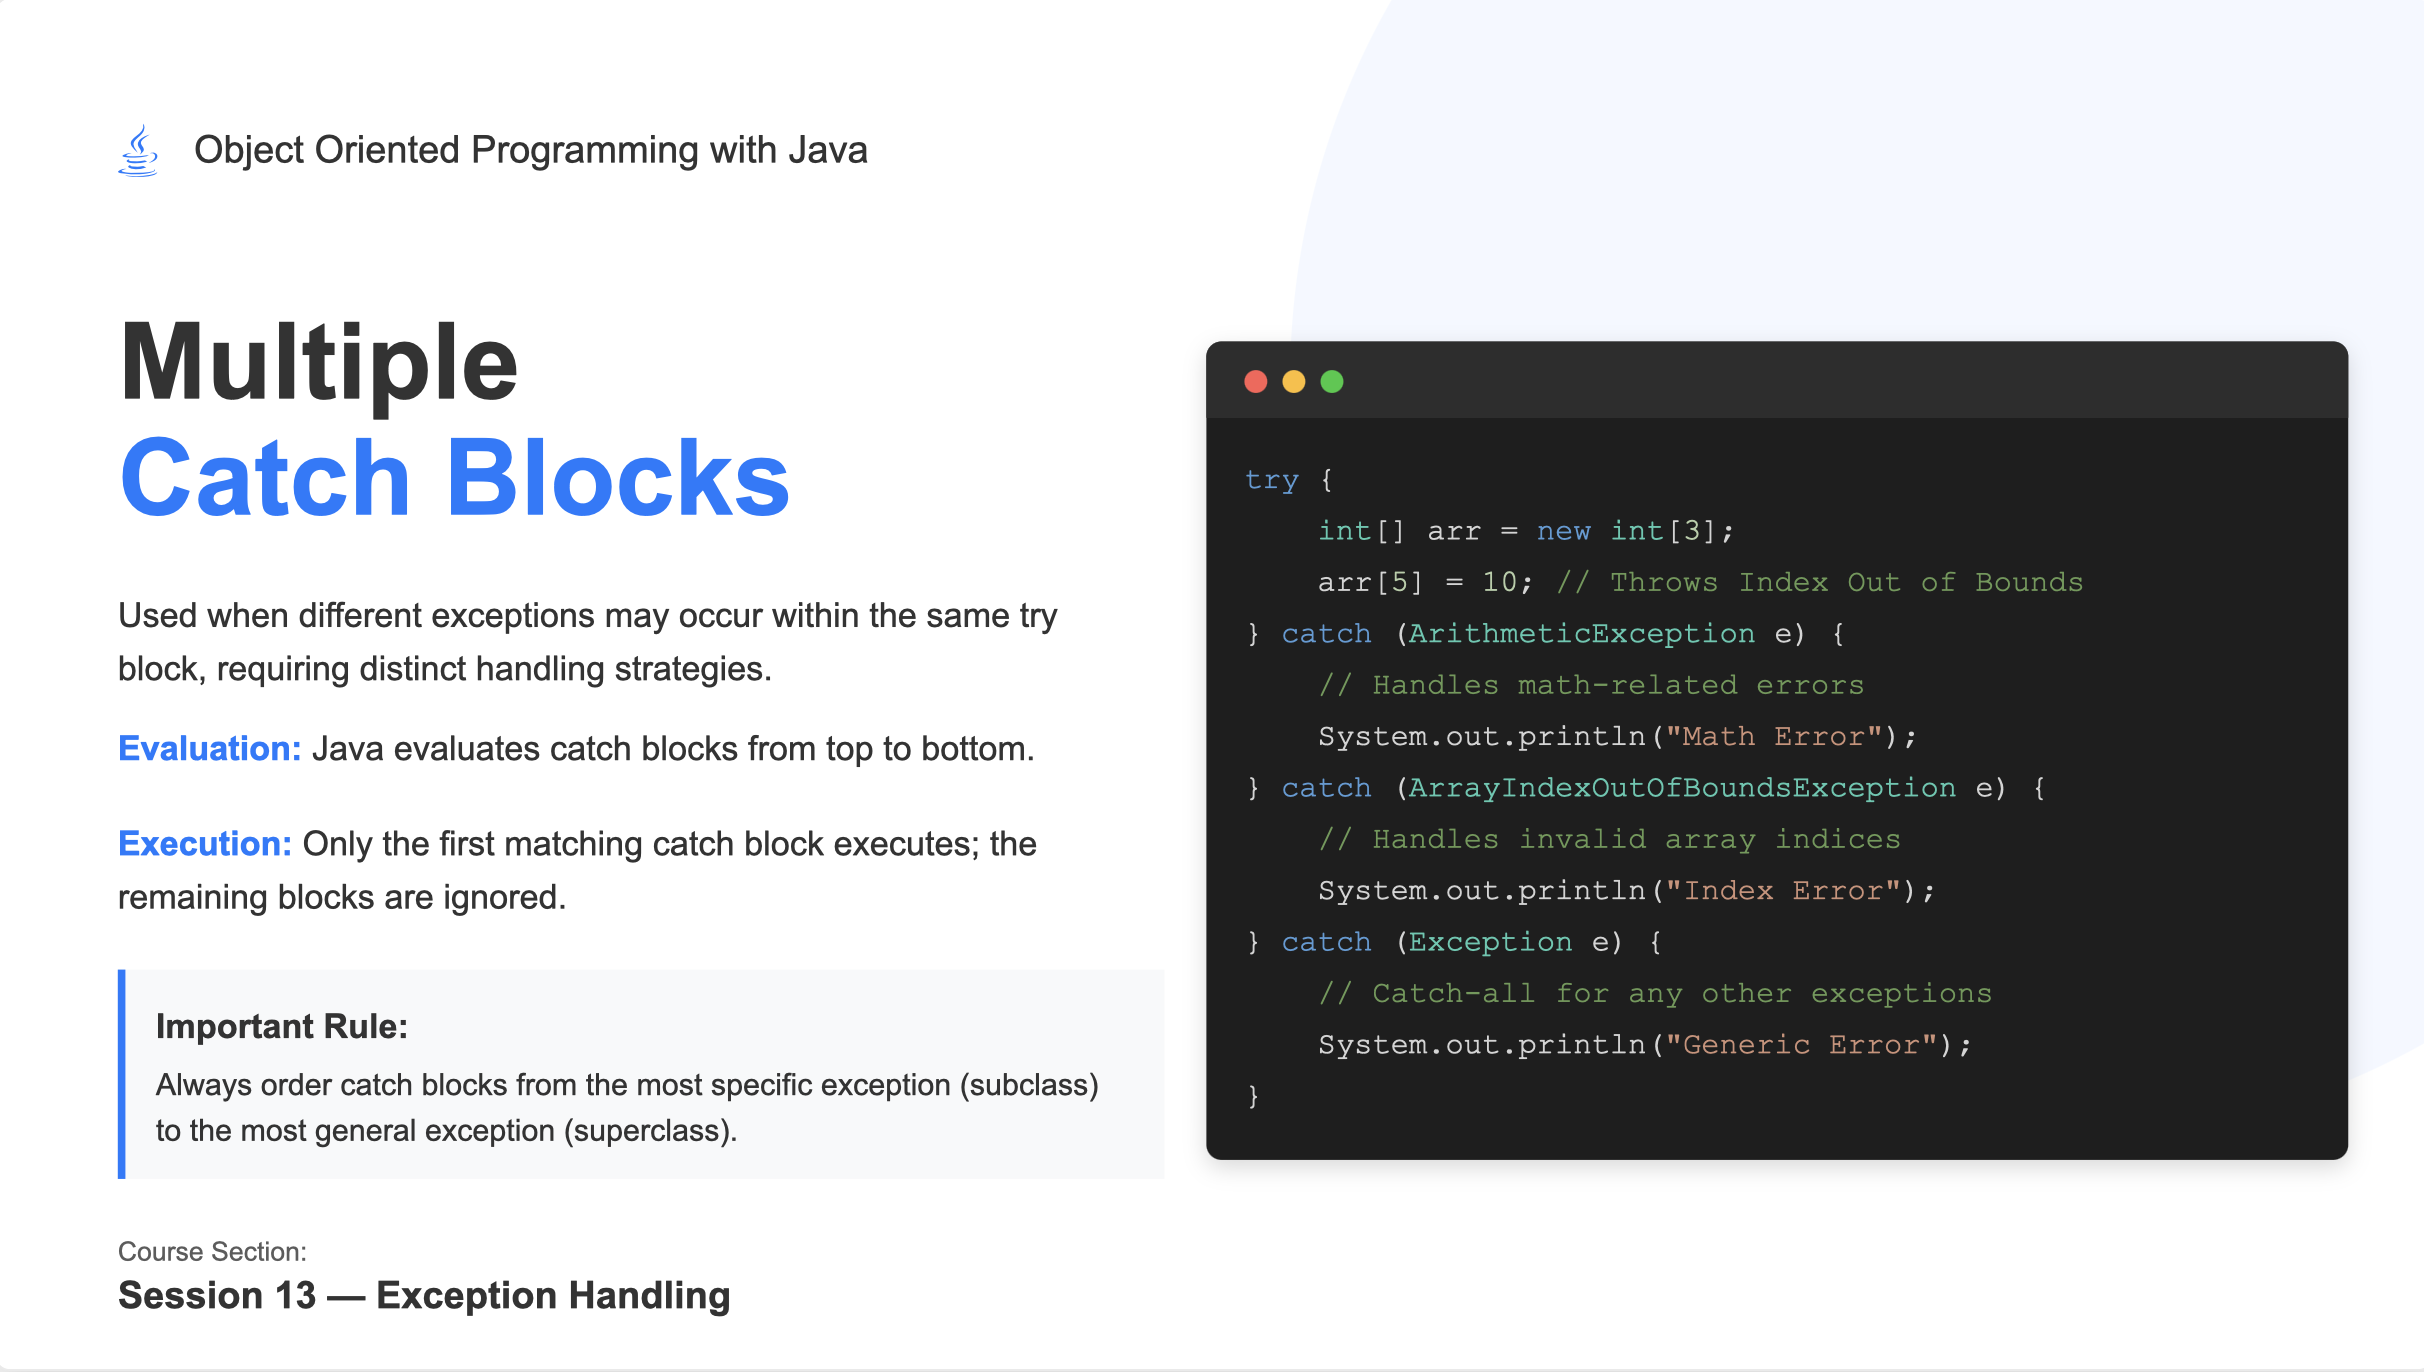 Object Oriented Programming with Java
Multiple
Catch Blocks
Used when different exceptions may occur within the same try
block, requiring distinct handling strategies.
Evaluation: Java evaluates catch blocks from top to bottom.
Execution: Only the first matching catch block executes; the
remaining blocks are ignored.
Important Rule:
Always order catch blocks from the most specific exception (subclass)
to the most general exception (superclass).
Course Section:
Session 13 — Exception Handling
try {
    int[] arr = new int[3];
    arr[5] = 10; // Throws Index Out of Bounds
} catch (ArithmeticException e) {
    // Handles math-related errors
    System.out.println("Math Error");
} catch (ArrayIndexOutOfBoundsException e) {
    // Handles invalid array indices
    System.out.println("Index Error");
} catch (Exception e) {
    // Catch-all for any other exceptions
    System.out.println("Generic Error");
}